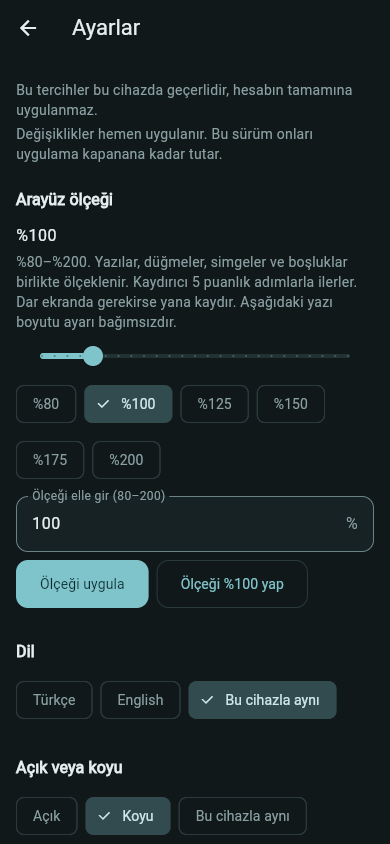 Ayarlar
Bu tercihler bu cihazda geçerlidir, hesabın tamamına
uygulanmaz.
Değişiklikler hemen uygulanır. Bu sürüm onları
uygulama kapanana kadar tutar.
Arayüz ölçeği
%100
%80–%200. Yazılar, düğmeler, simgeler ve boşluklar
birlikte ölçeklenir. Kaydırıcı 5 puanlık adımlarla ilerler.
Dar ekranda gerekirse yana kaydır. Aşağıdaki yazı
boyutu ayarı bağımsızdır.
%80 %100 %125 %150
%175 %200
Ölçeği elle gir (80–200)
100 %
Ölçeği uygula Ölçeği %100 yap
Dil
Türkçe English Bu cihazla aynı
Açık veya koyu
Açık Koyu Bu cihazla aynı